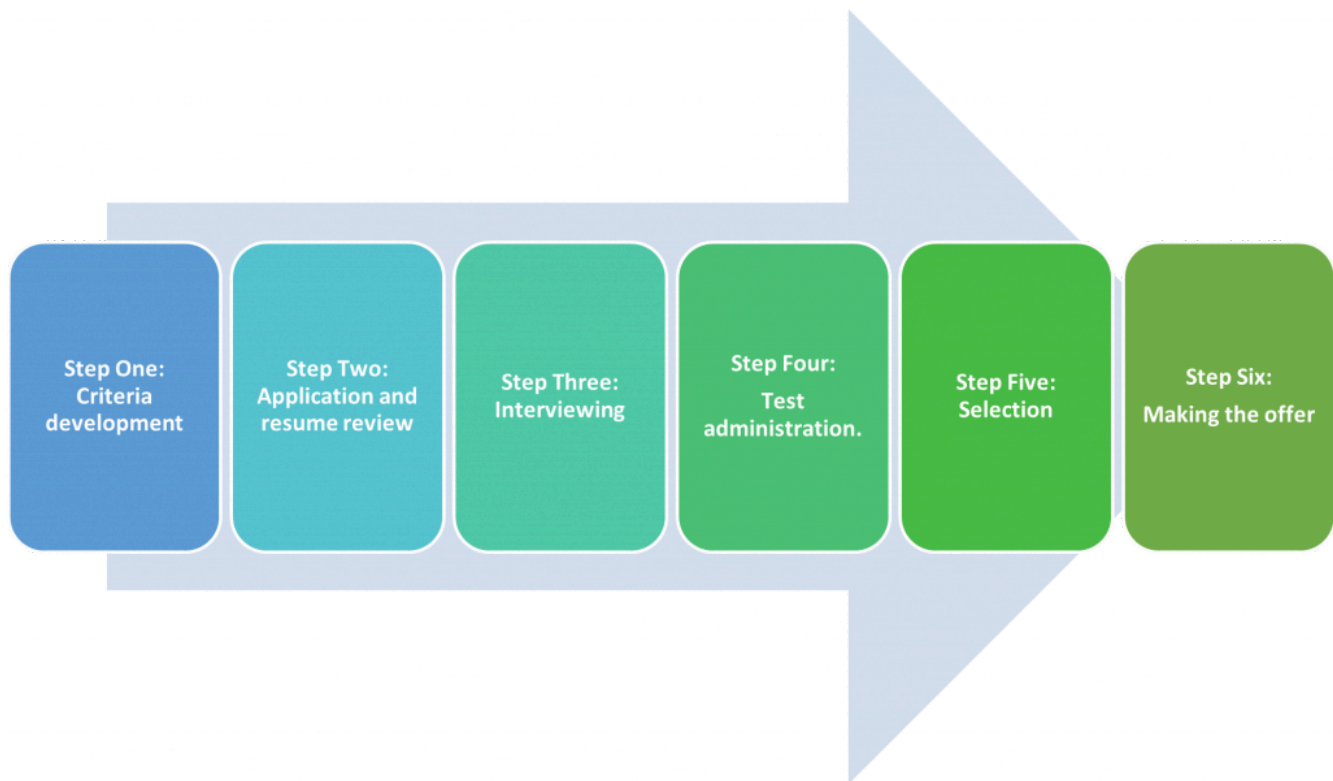 Step One:
Criteria
development
Step Two:
Application and
resume review
Step Three:
Interviewing
Step Four:
Test
administration.
Step Five:
Selection
Step Six:
Making the offer